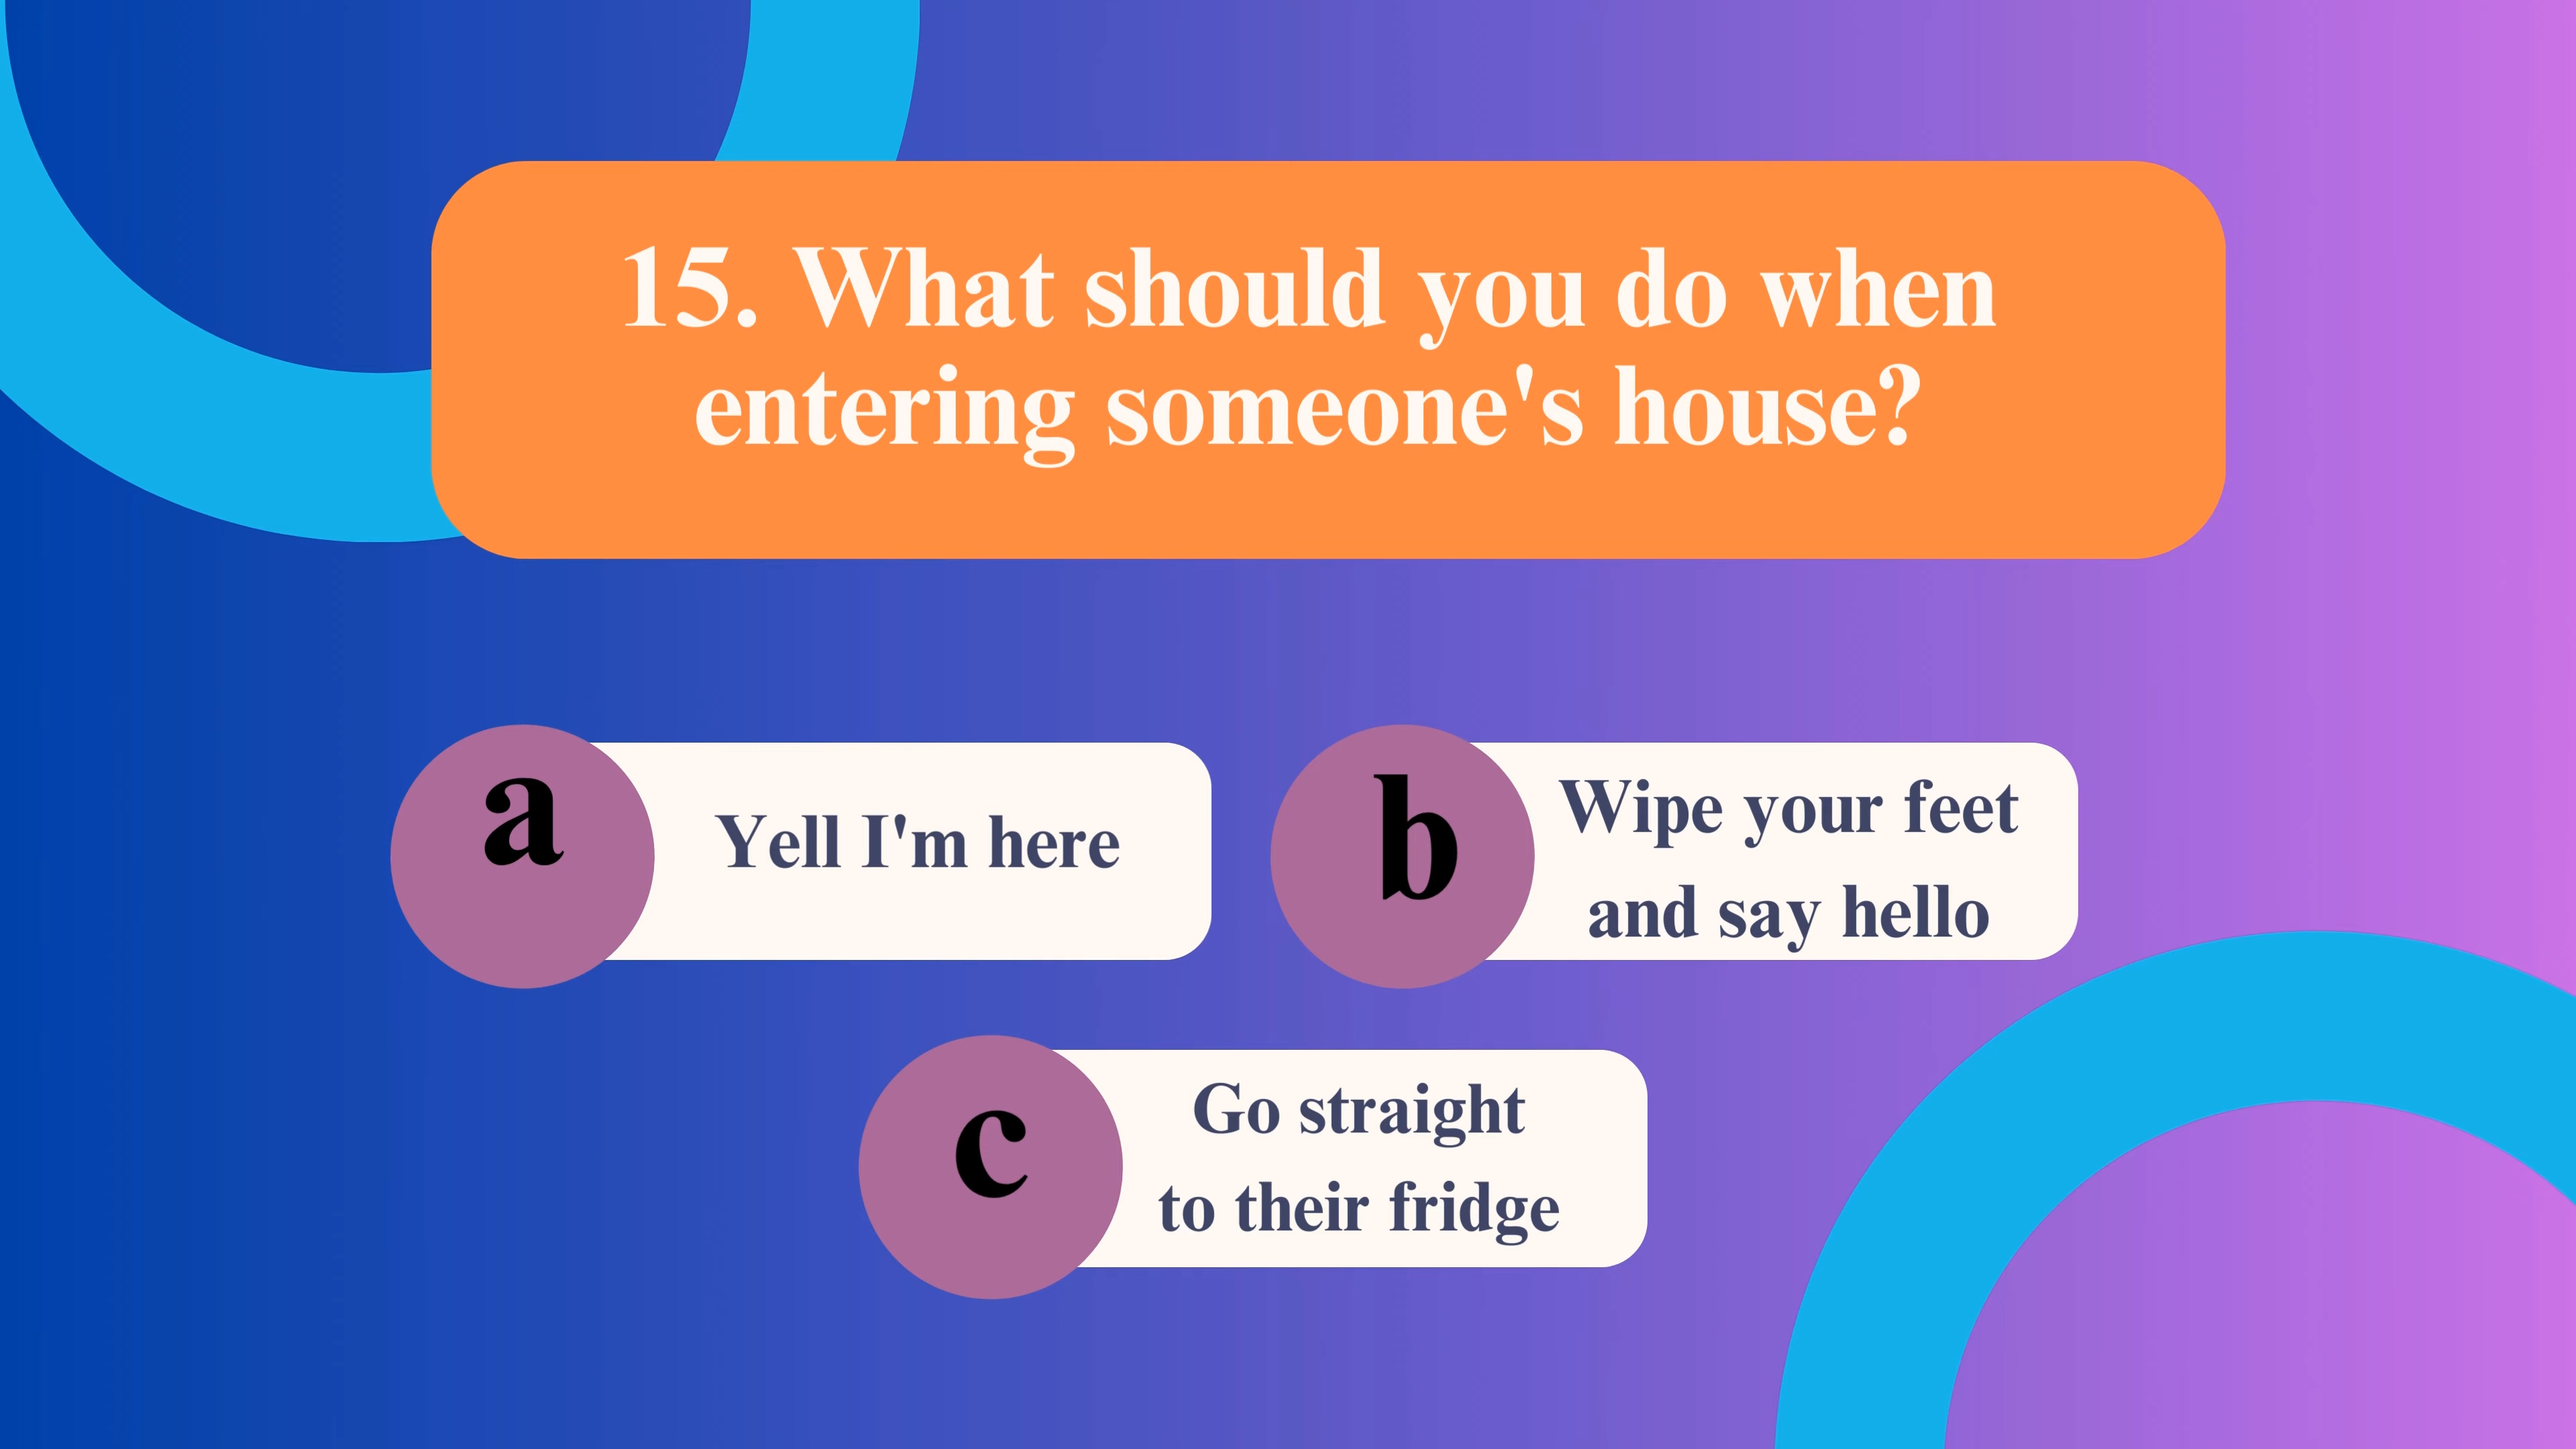 15. What should you do when
entering someone's house?
a
Yell I'm here
b
Wipe your feet
and say hello
c
Go straight
to their fridge